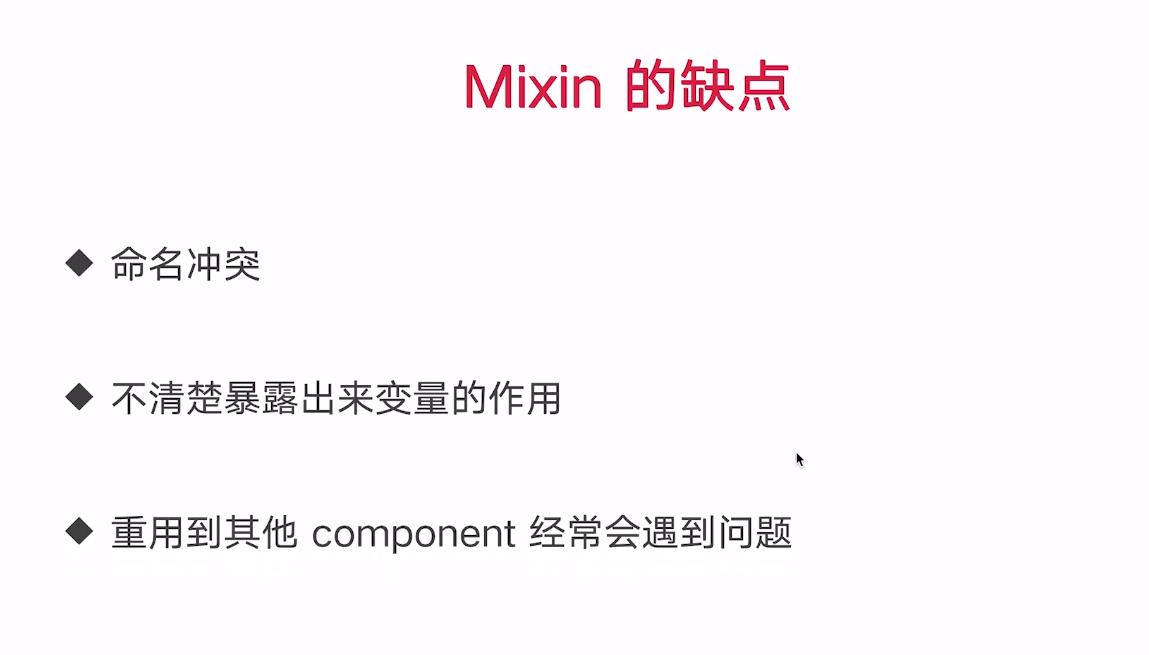 Mixin 的缺点
◆ 命名冲突
◆ 不清楚暴露出来变量的作用
◆ 重用到其他 component 经常会遇到问题